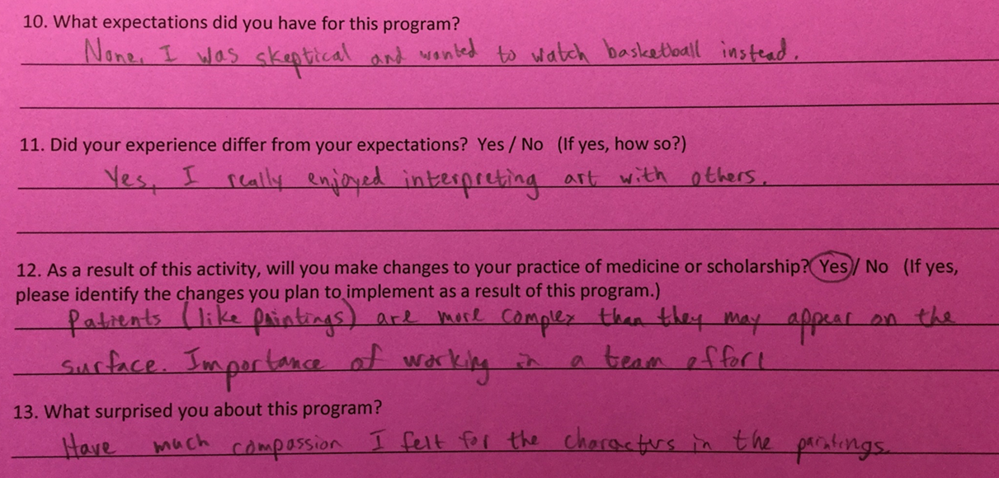 10. What expectations did you have for this program?
None, I was skeptical and wanted to watch basketball instead.
11. Did your experience differ from your expectations? Yes / No (If yes, how so?)
Yes, I really enjoyed interpreting art with others.
12. As a result of this activity, will you make changes to your practice of medicine or scholarship? Yes / No (If yes,
please identify the changes you plan to implement as a result of this program.)
Patients (like paintings) are more complex than they may appear on the
surface. Importance of working in a team effort
13. What surprised you about this program?
Have much compassion I felt for the characters in the paintings.